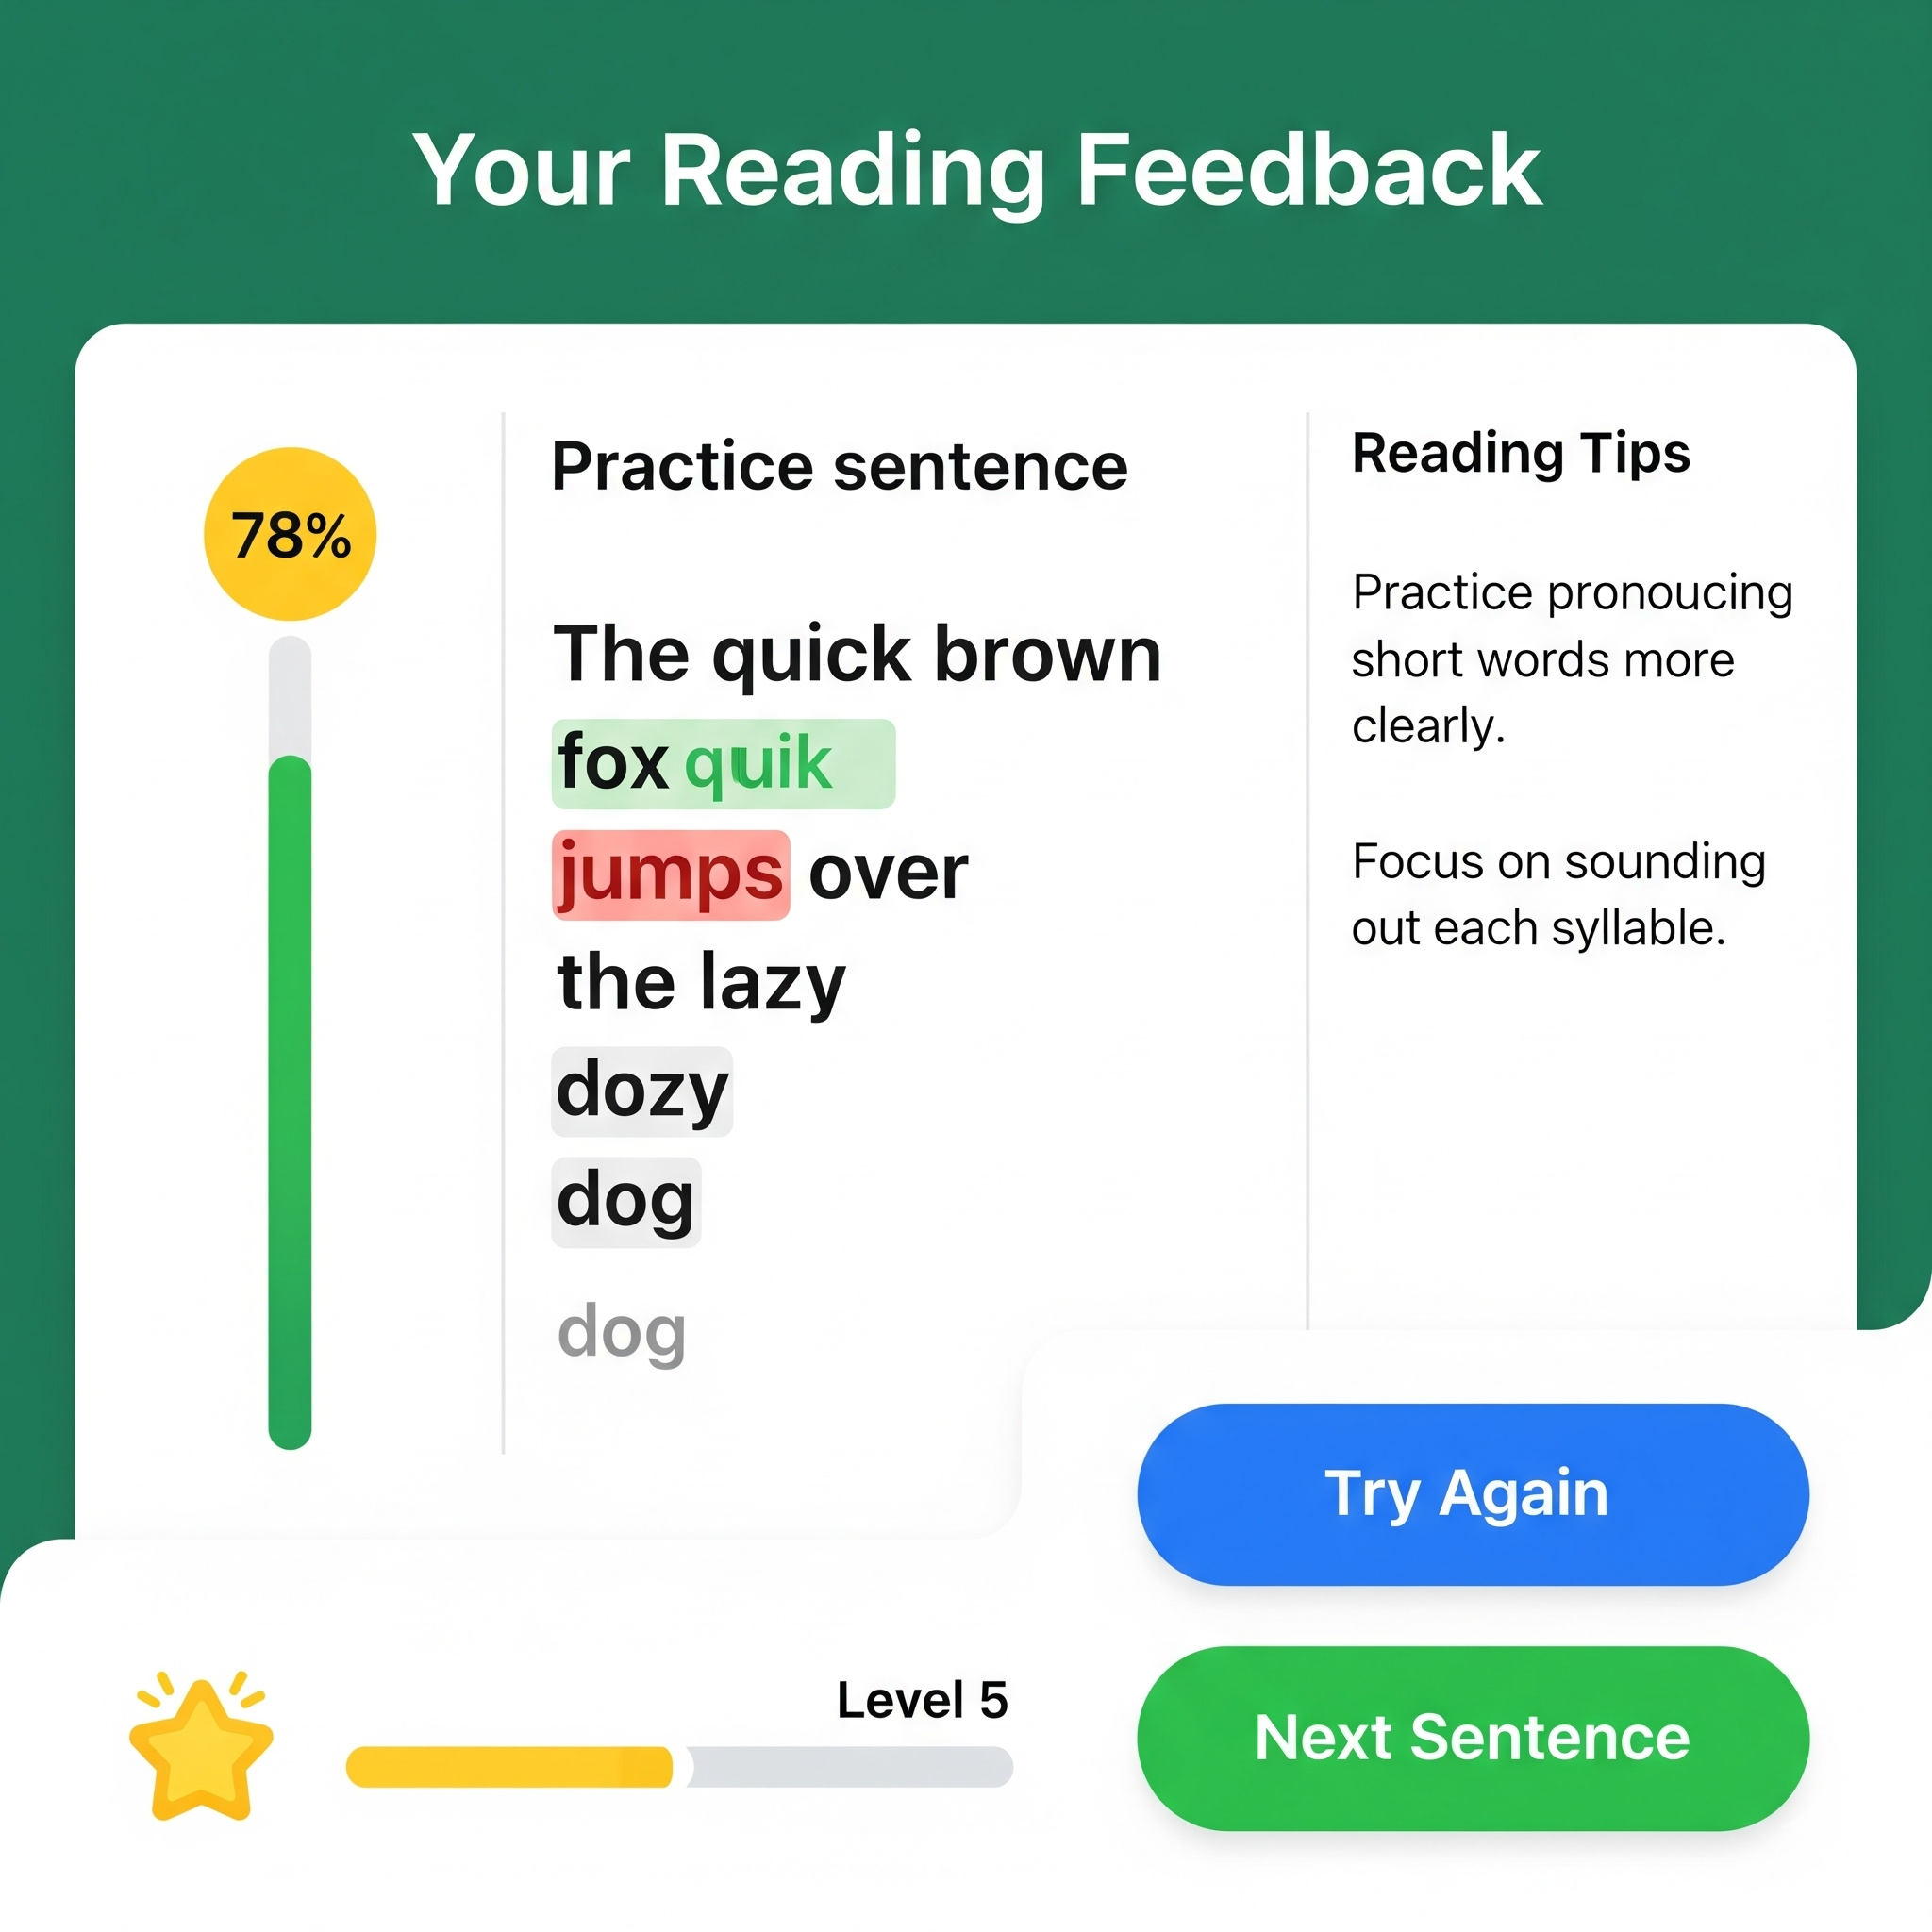 Your Reading Feedback
78%
Practice sentence
The quick brown
fox quik
jumps over
the lazy
dozy
dog
dog
Reading Tips
Practice pronoucing
short words more
clearly.
Focus on sounding
out each syllable.
Try Again
Level 5
Next Sentence